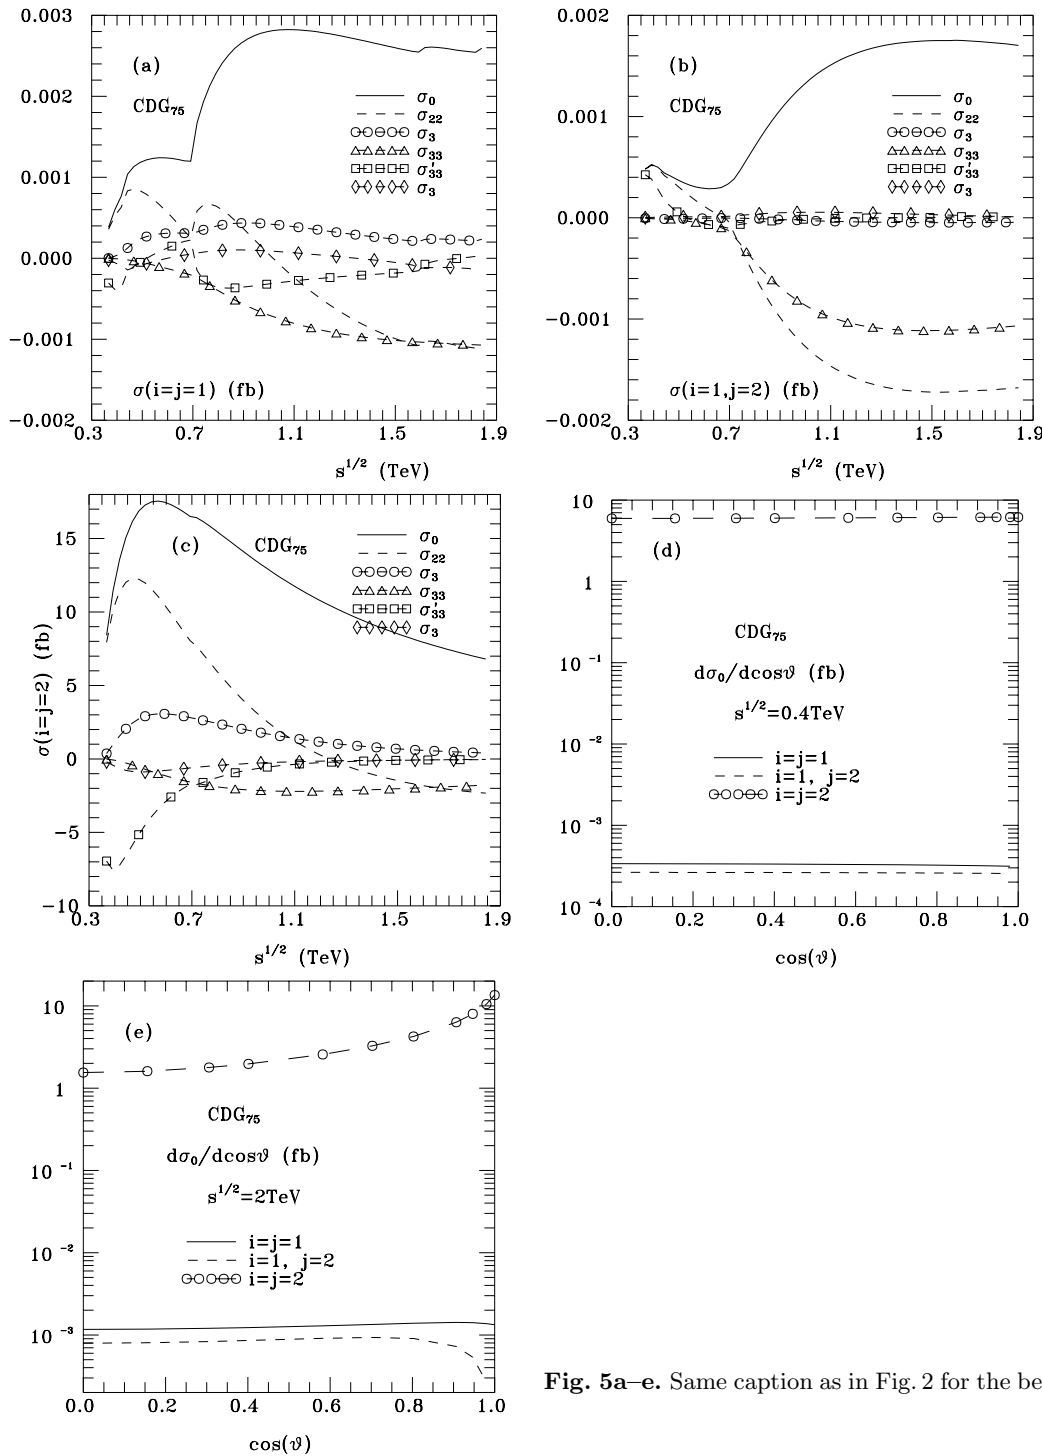 0.003
0.002
0.001
0.000
−0.001
−0.002
(a)
CDG75
σ0
σ22
σ3
σ33
σ'33
σ3
σ(i=j=1) (fb)
0.3 0.7 1.1 1.5 1.9
s^1/2 (TeV)
0.002
0.001
0.000
−0.001
−0.002
(b)
CDG75
σ0
σ22
σ3
σ33
σ'33
σ3
σ(i=1,j=2) (fb)
0.3 0.7 1.1 1.5 1.9
s^1/2 (TeV)
σ(i=j=2) (fb)
15
10
5
0
−5
−10
(c)
CDG75
σ0
σ22
σ3
σ33
σ'33
σ3
0.3 0.7 1.1 1.5 1.9
s^1/2 (TeV)
10
1
10^−1
10^−2
10^−3
10^−4
(d)
CDG75
dσ0/dcosϑ (fb)
s^1/2=0.4TeV
i=j=1
i=1, j=2
i=j=2
0.0 0.2 0.4 0.6 0.8 1.0
cos(ϑ)
10
1
10^−1
10^−2
10^−3
(e)
CDG75
dσ0/dcosϑ (fb)
s^1/2=2TeV
i=j=1
i=1, j=2
i=j=2
0.0 0.2 0.4 0.6 0.8 1.0
cos(ϑ)
Fig. 5a–e. Same caption as in Fig. 2 for the be